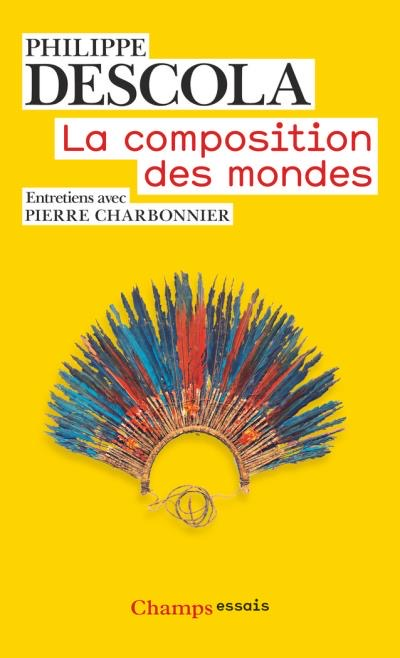 PHILIPPE
DESCOLA
La composition
des mondes
Entretiens avec
PIERRE CHARBONNIER
Champs essais